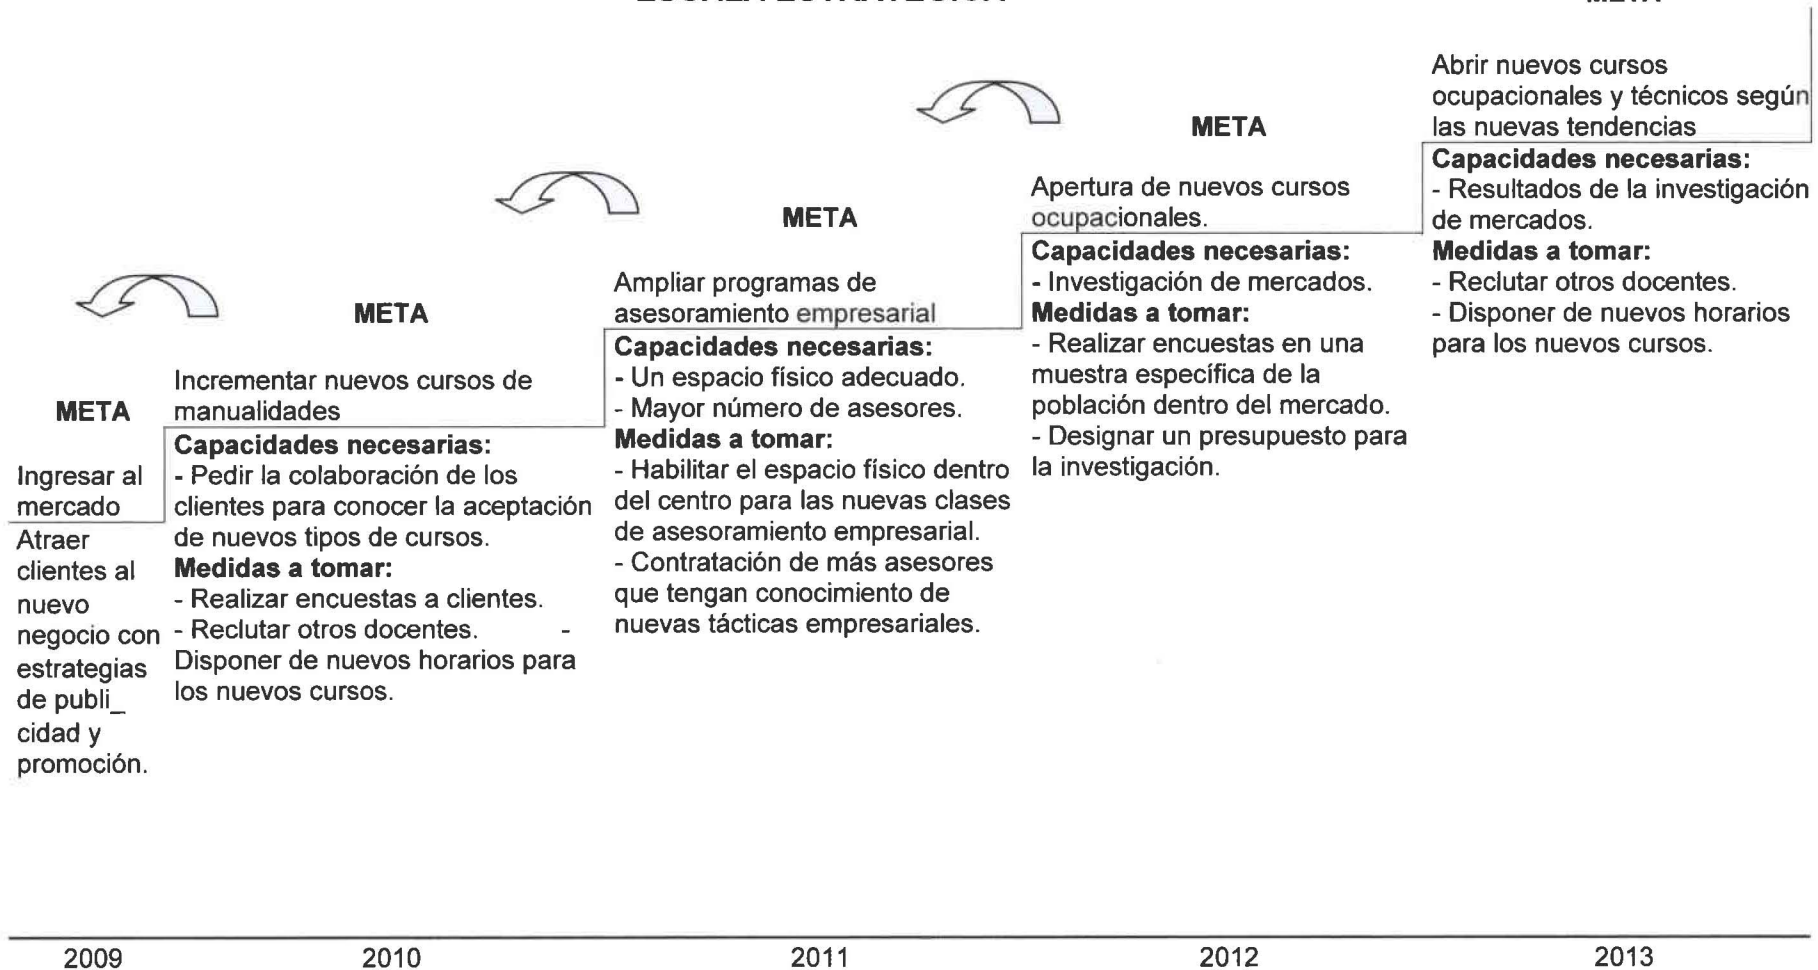 META
Ingresar al
mercado
Atraer
clientes al
nuevo
negocio con
estrategias
de publi_
cidad y
promoción.
META
Incrementar nuevos cursos de
manualidades
Capacidades necesarias:
- Pedir la colaboración de los
clientes para conocer la aceptación
de nuevos tipos de cursos.
Medidas a tomar:
- Realizar encuestas a clientes.
- Reclutar otros docentes. -
Disponer de nuevos horarios para
los nuevos cursos.
META
Ampliar programas de
asesoramiento empresarial
Capacidades necesarias:
- Un espacio físico adecuado.
- Mayor número de asesores.
Medidas a tomar:
- Habilitar el espacio físico dentro
del centro para las nuevas clases
de asesoramiento empresarial.
- Contratación de más asesores
que tengan conocimiento de
nuevas tácticas empresariales.
META
Apertura de nuevos cursos
ocupacionales.
Capacidades necesarias:
- Investigación de mercados.
Medidas a tomar:
- Realizar encuestas en una
muestra específica de la
población dentro del mercado.
- Designar un presupuesto para
la investigación.
Abrir nuevos cursos
ocupacionales y técnicos según
las nuevas tendencias
Capacidades necesarias:
- Resultados de la investigación
de mercados.
Medidas a tomar:
- Reclutar otros docentes.
- Disponer de nuevos horarios
para los nuevos cursos.
2009
2010
2011
2012
2013